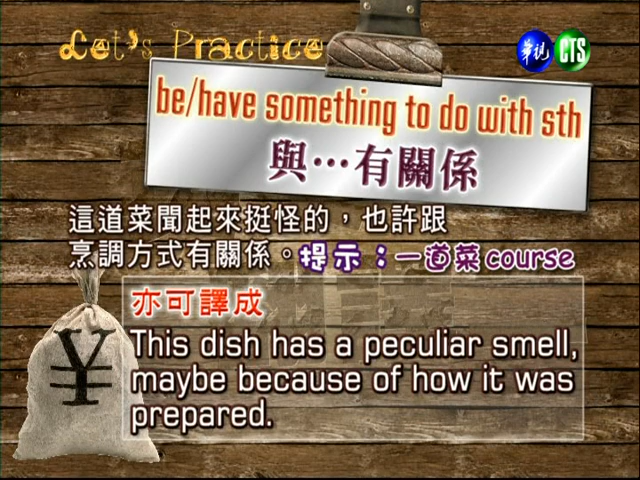 Let's Practice
華視 CTS
be/have something to do with sth
與…有關係
這道菜聞起來挺怪的，也許跟
烹調方式有關係。提示：一道菜 course
亦可譯成
This dish has a peculiar smell,
maybe because of how it was
prepared.
¥